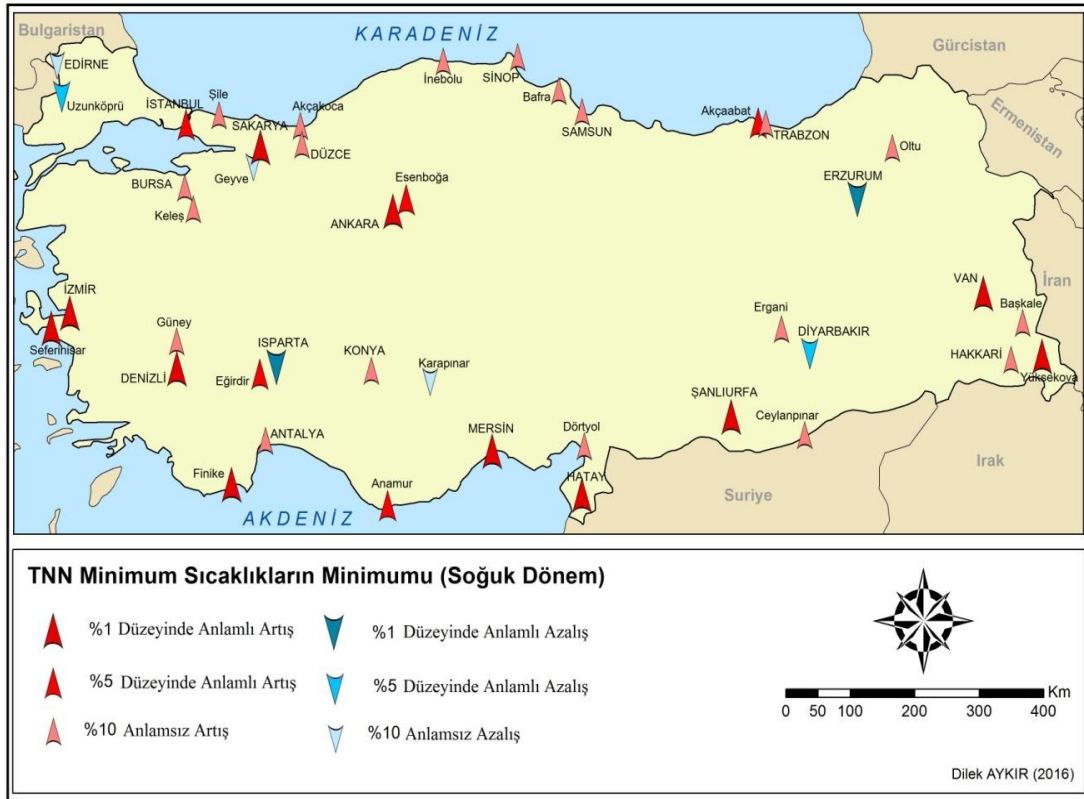 Bulgaristan
KARADENİZ
Gürcistan
EDİRNE
İnebolu
SİNOP
Uzunköprü
İSTANBUL
Şile
Akçakoca
Bafra
Akçaabat
Ermenistan
SAKARYA
SAMSUN
TRABZON
DÜZCE
Oltu
Geyve
BURSA
Esenboğa
ERZURUM
Keleş
ANKARA
VAN
İran
İZMİR
Başkale
Ergani
Güney
DİYARBAKIR
Seferihisar
ISPARTA
KONYA
Karapınar
HAKKARİ
DENİZLİ
Eğirdir
Yüksekova
ŞANLIURFA
Ceylanpınar
ANTALYA
MERSİN
Dörtyol
Irak
Finike
Anamur
HATAY
Suriye
AKDENİZ
TNN Minimum Sıcaklıkların Minimumu (Soğuk Dönem)
%1 Düzeyinde Anlamlı Artış
%1 Düzeyinde Anlamlı Azalış
%5 Düzeyinde Anlamlı Artış
%5 Düzeyinde Anlamlı Azalış
%10 Anlamsız Artış
%10 Anlamsız Azalış
Km
0 50 100 200 300 400
Dilek AYKIR (2016)